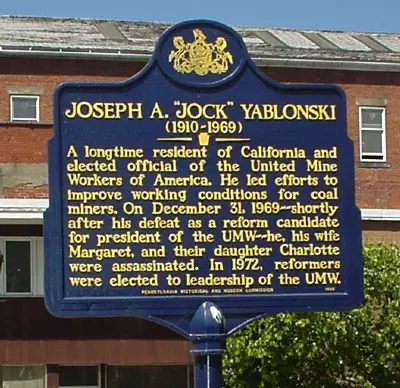 JOSEPH A. "JOCK" YABLONSKI
(1910-1969)
A longtime resident of California and
elected official of the United Mine
Workers of America. He led efforts to
improve working conditions for coal
miners. On December 31, 1969—shortly
after his defeat as a reform candidate
for president of the UMW—he, his wife
Margaret, and their daughter Charlotte
were assassinated. In 1972, reformers
were elected to leadership of the UMW.
PENNSYLVANIA HISTORICAL AND MUSEUM COMMISSION